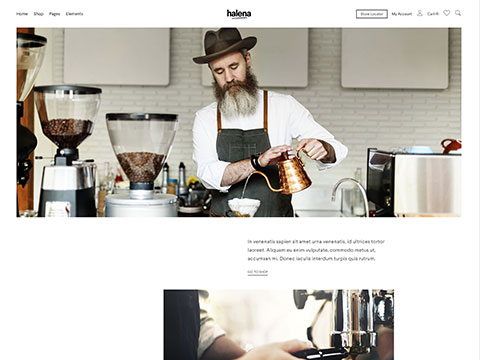 Home Shop Pages Elements
halena
Store Locator My Account Cart/0
Ik venenatis sapien sit amet urna venenatis, id ultrices tortor
laoreet. Aliquam eu enim vulputate, commodo metus ut,
accumsan mi. Donec iaculis interdum turpis quis rutrum.
GO TO SHOP